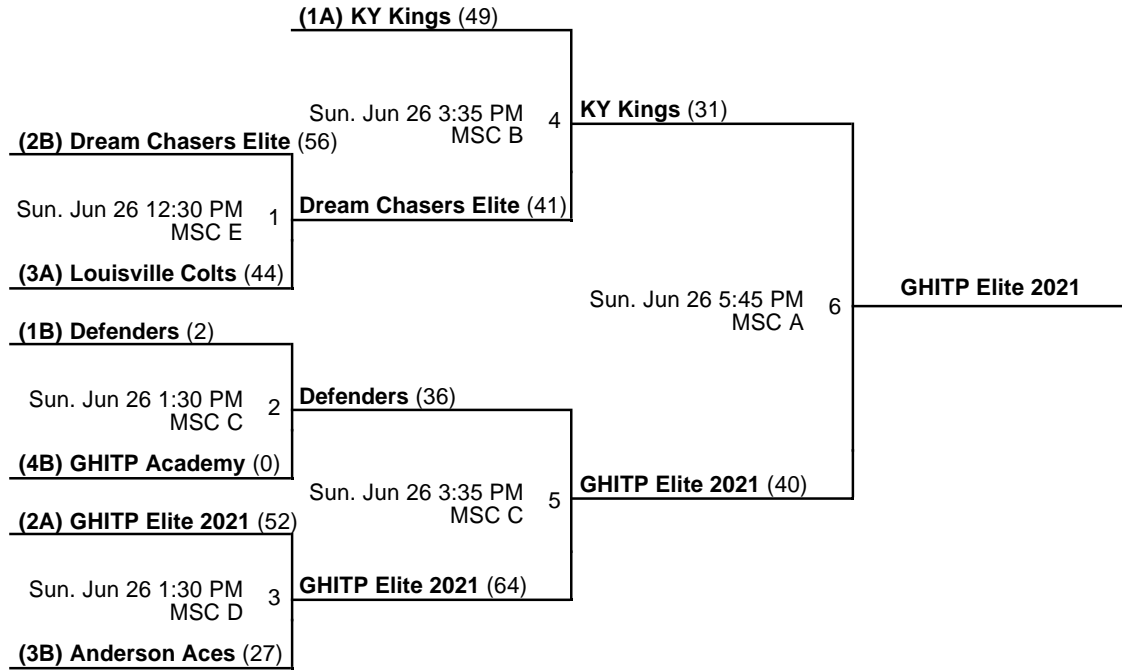 (1A) KY Kings (49)
Sun. Jun 26 3:35 PM 4 KY Kings (31)
MSC B
(2B) Dream Chasers Elite (56)
Sun. Jun 26 12:30 PM 1 Dream Chasers Elite (41)
MSC E
(3A) Louisville Colts (44)
Sun. Jun 26 5:45 PM 6 GHITP Elite 2021
MSC A
(1B) Defenders (2)
Sun. Jun 26 1:30 PM 2 Defenders (36)
MSC C
(4B) GHITP Academy (0)
Sun. Jun 26 3:35 PM 5 GHITP Elite 2021 (40)
MSC C
(2A) GHITP Elite 2021 (52)
Sun. Jun 26 1:30 PM 3 GHITP Elite 2021 (64)
MSC D
(3B) Anderson Aces (27)